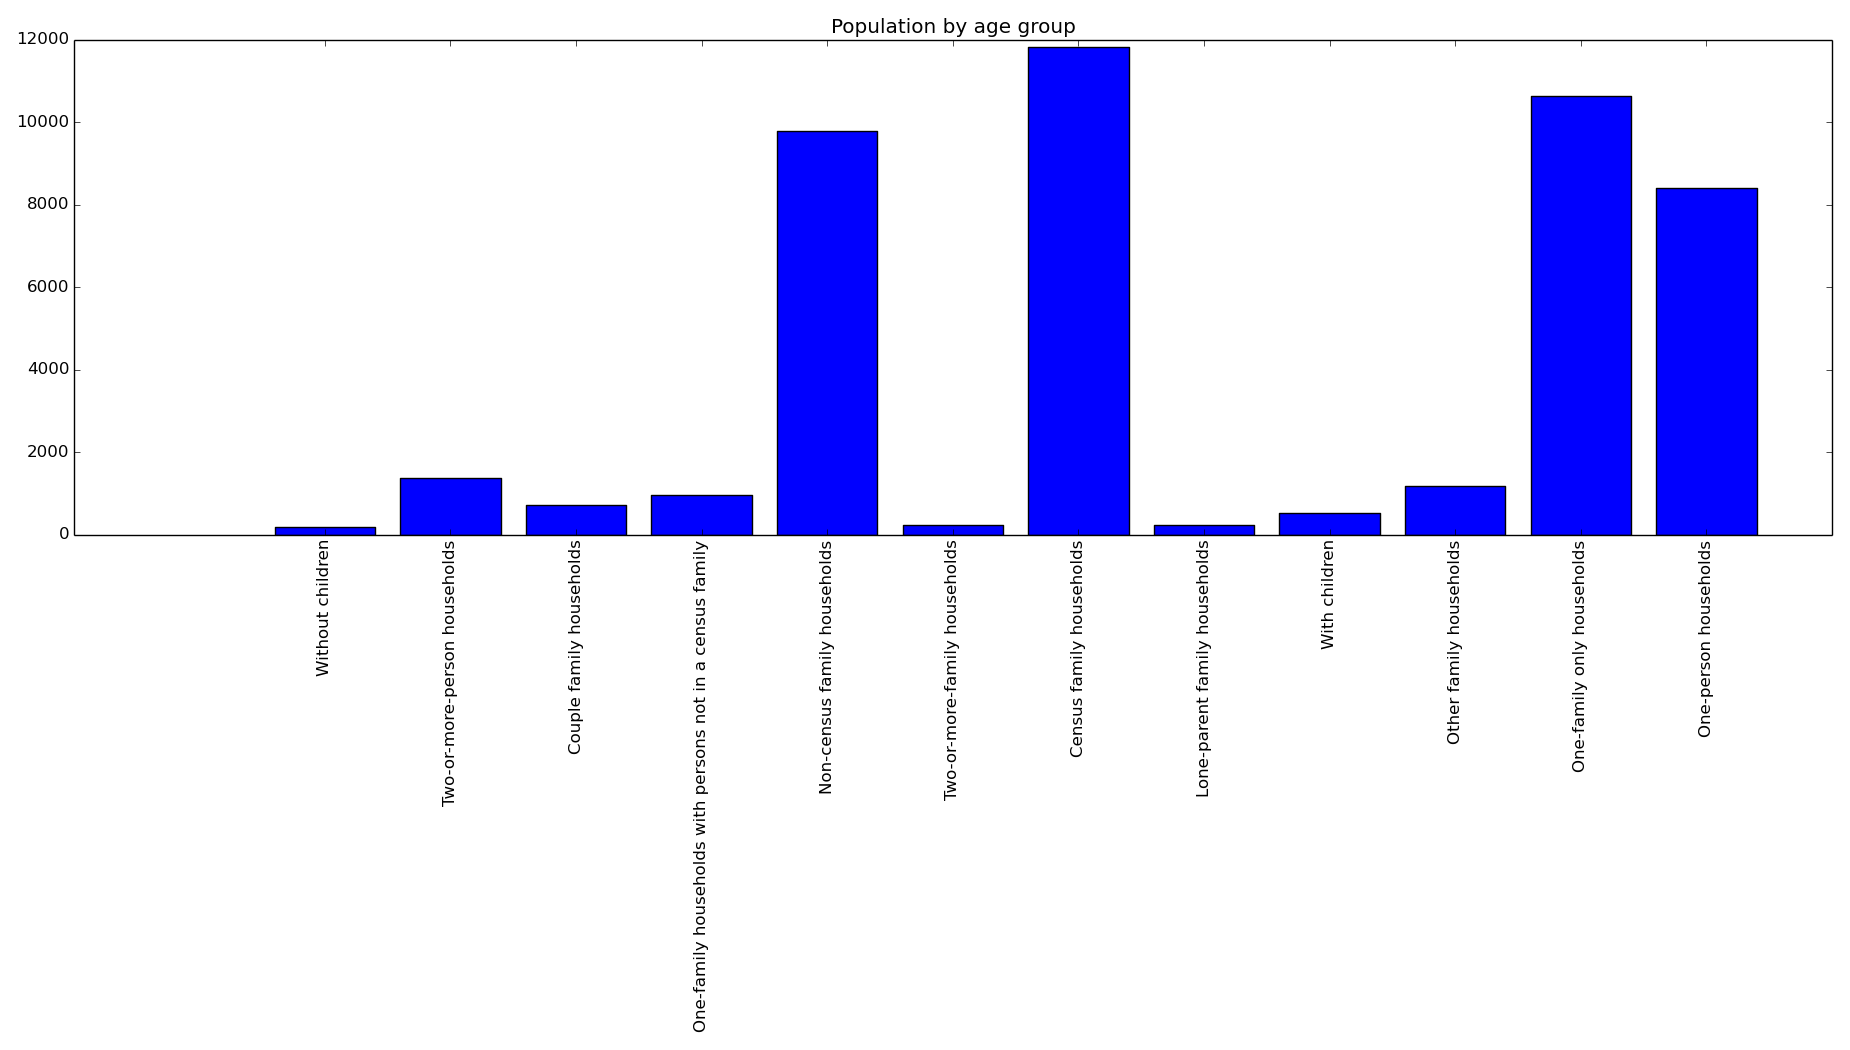 Population by age group
12000
10000
8000
6000
4000
2000
0
Without children
Two-or-more-person households
Couple family households
One-family households with persons not in a census family
Non-census family households
Two-or-more-family households
Census family households
Lone-parent family households
With children
Other family households
One-family only households
One-person households